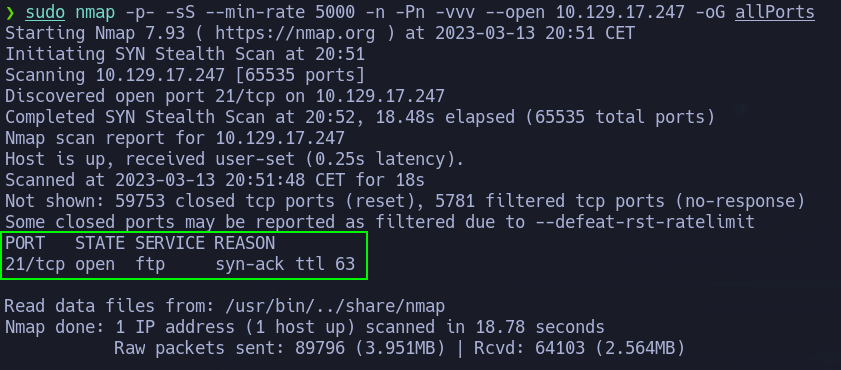 ❯ sudo nmap -p- -sS --min-rate 5000 -n -Pn -vvv --open 10.129.17.247 -oG allPorts
Starting Nmap 7.93 ( https://nmap.org ) at 2023-03-13 20:51 CET
Initiating SYN Stealth Scan at 20:51
Scanning 10.129.17.247 [65535 ports]
Discovered open port 21/tcp on 10.129.17.247
Completed SYN Stealth Scan at 20:52, 18.48s elapsed (65535 total ports)
Nmap scan report for 10.129.17.247
Host is up, received user-set (0.25s latency).
Scanned at 2023-03-13 20:51:48 CET for 18s
Not shown: 59753 closed tcp ports (reset), 5781 filtered tcp ports (no-response)
Some closed ports may be reported as filtered due to --defeat-rst-ratelimit
PORT   STATE SERVICE REASON
21/tcp open  ftp     syn-ack ttl 63
Read data files from: /usr/bin/../share/nmap
Nmap done: 1 IP address (1 host up) scanned in 18.78 seconds
           Raw packets sent: 89796 (3.951MB) | Rcvd: 64103 (2.564MB)